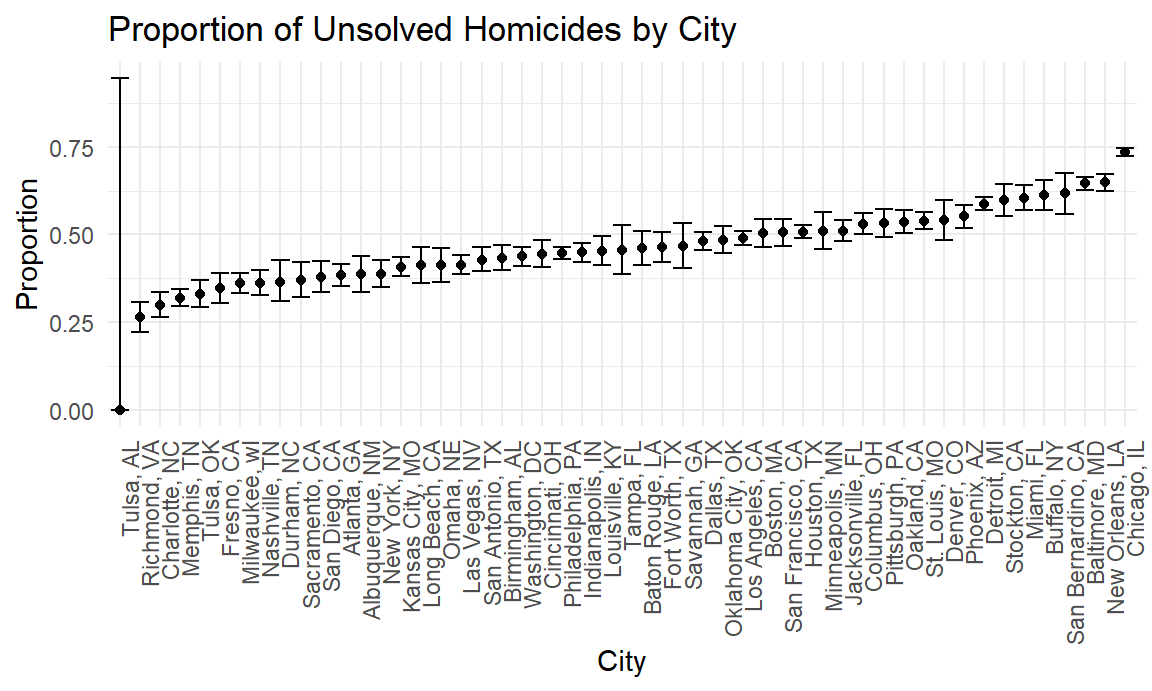 Proportion of Unsolved Homicides by City
Proportion
0.75
0.50
0.25
0.00
Tulsa, AL
Richmond, VA
Charlotte, NC
Memphis, TN
Tulsa, OK
Fresno, CA
Milwaukee, wI
Nashville, TN
Durham, NC
Sacramento, CA
San Diego, CA
Atlanta, GA
Albuquerque, NM
New York, NY
Kansas City, MO
Long Beach, CA
Omaha, NE
Las Vegas, NV
San Antonio, TX
Birmingham, AL
Washington, DC
Cincinnati, OH
Philadelphia, PA
Indianapolis, IN
Louisville, KY
Tampa, FL
Baton Rouge, LA
Fort Worth, TX
Savannah, GA
Dallas, TX
Oklahoma City, OK
Los Angeles, CA
Boston, MA
San Francisco, CA
Houston, TX
Minneapolis, MN
Jacksonville, FL
Columbus, OH
Pittsburgh, PA
Oakland, CA
St. Louis, MO
Denver, CO
Phoenix, AZ
Detroit, MI
Stockton, CA
Miami, FL
Buffalo, NY
San Bernardino, CA
Baltimore, MD
New Orleans, LA
Chicago, IL
City